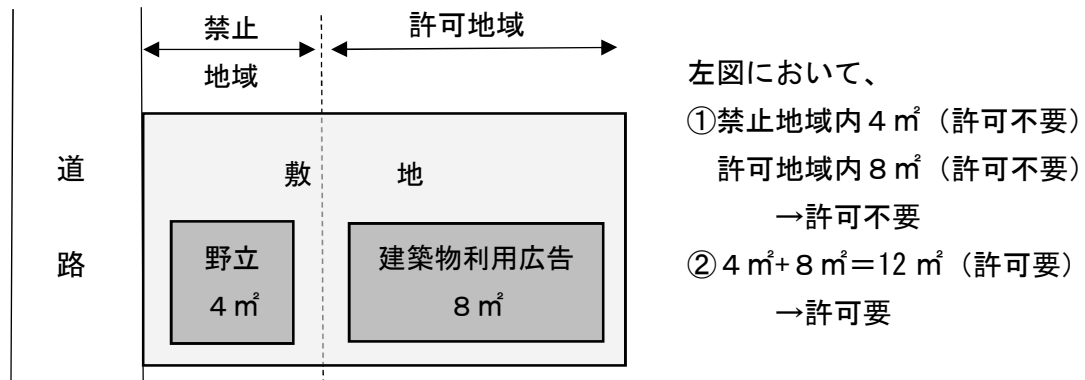 禁止
地域
許可地域
道
路
敷 地
野立
4㎡
建築物利用広告
8㎡
左図において、
①禁止地域内4㎡（許可不要）
許可地域内8㎡（許可不要）
→許可不要
②4㎡+8㎡＝12㎡（許可要）
→許可要